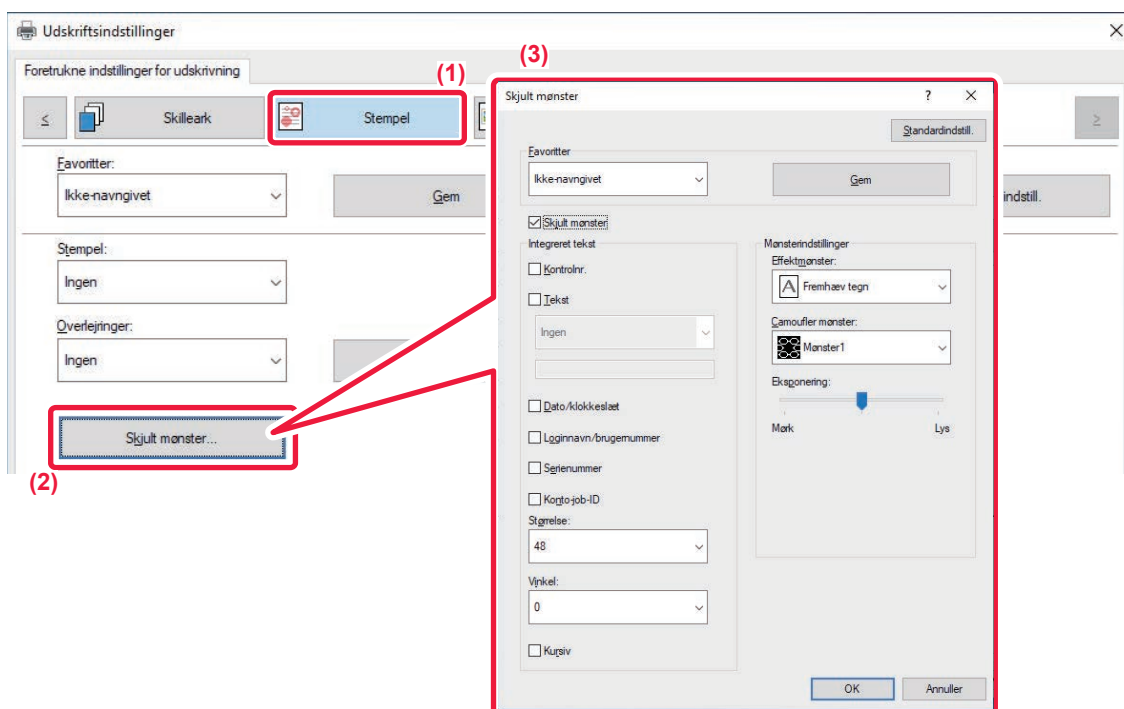 Udskriftsindstillinger
Foretrukne indstillinger for udskrivning
(1)
(3)
< Skilleark Stempel >
Favoritter:
Ikke-navngivet Gem indstill.
Stempel:
Ingen
Overlejringer:
Ingen
Skjult mønster...
(2)
Skjult mønster ?
Standardindstill.
Favoritter
Ikke-navngivet Gem
Skjult mønster
Integreret tekst
Kontrolnr.
Tekst
Ingen
Dato/klokkeslæt
Loginnavn/brugernummer
Serienummer
Konto-job-ID
Størrelse:
48
Vinkel:
0
Kursiv
Mønsterindstillinger
Effektmønster:
A Fremhæv tegn
Camoufler mønster:
Mønster1
Eksponering:
Mørk Lys
OK Annuller